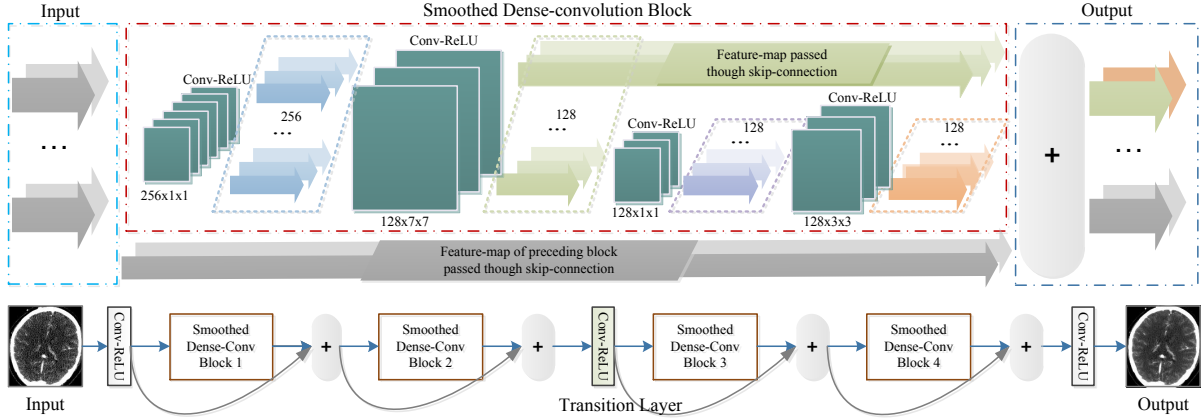 Input
Smoothed Dense-convolution Block
Output
Conv-ReLU
256
...
256x1x1
Conv-ReLU
128x7x7
128
...
Feature-map passed
though skip-connection
Conv-ReLU
128x1x1
128
...
Conv-ReLU
128x3x3
128
...
...
+
...
Feature-map of preceding block
passed though skip-connection
Conv-ReLU
Smoothed
Dense-Conv
Block 1
+
Smoothed
Dense-Conv
Block 2
+
Conv-ReLU
Smoothed
Dense-Conv
Block 3
+
Smoothed
Dense-Conv
Block 4
+
Conv-ReLU
Input
Transition Layer
Output